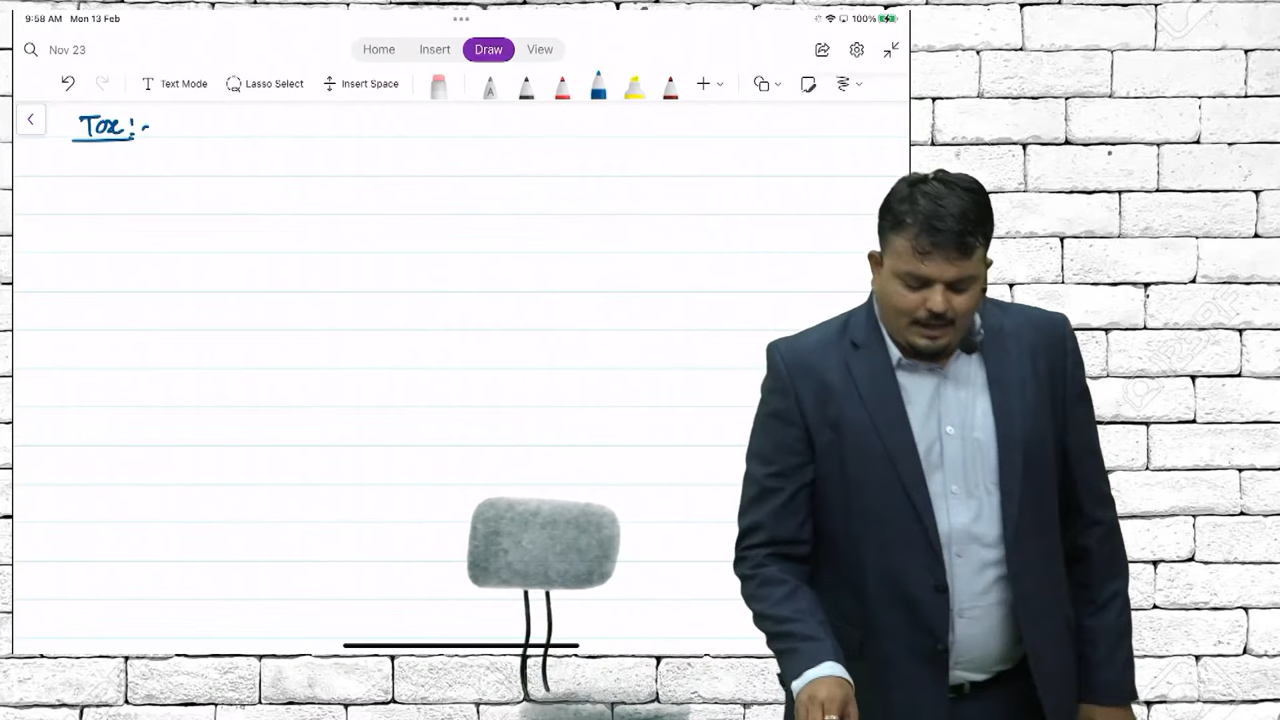 9:58 AM Mon 13 Feb
100%
Nov 23
Home Insert Draw View
Text Mode Lasso Select Insert Space
Tax:-